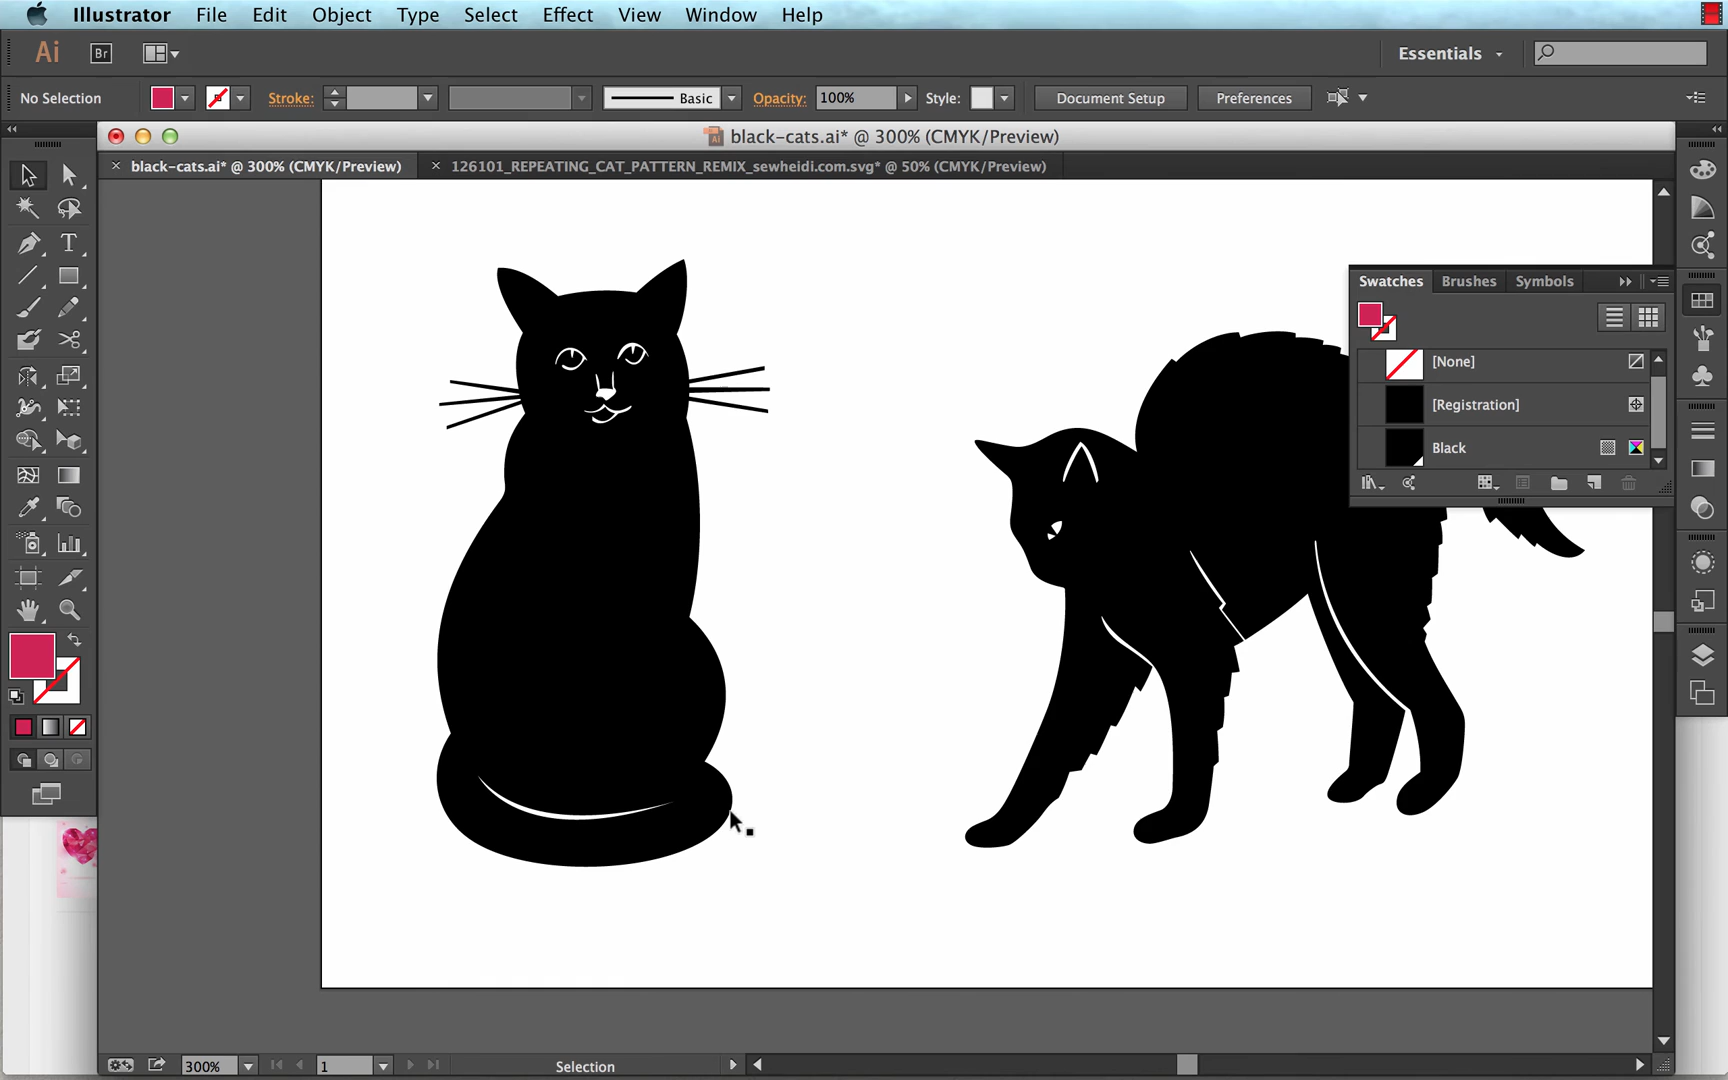 Illustrator File Edit Object Type Select Effect View Window Help
Ai Br Essentials
No Selection Stroke: Basic Opacity: 100% Style: Document Setup Preferences
black-cats.ai* @ 300% (CMYK/Preview)
black-cats.ai* @ 300% (CMYK/Preview) 126101_REPEATING_CAT_PATTERN_REMIX_sewheidi.com.svg* @ 50% (CMYK/Preview)
Swatches Brushes Symbols
[None]
[Registration]
Black
300% 1 Selection